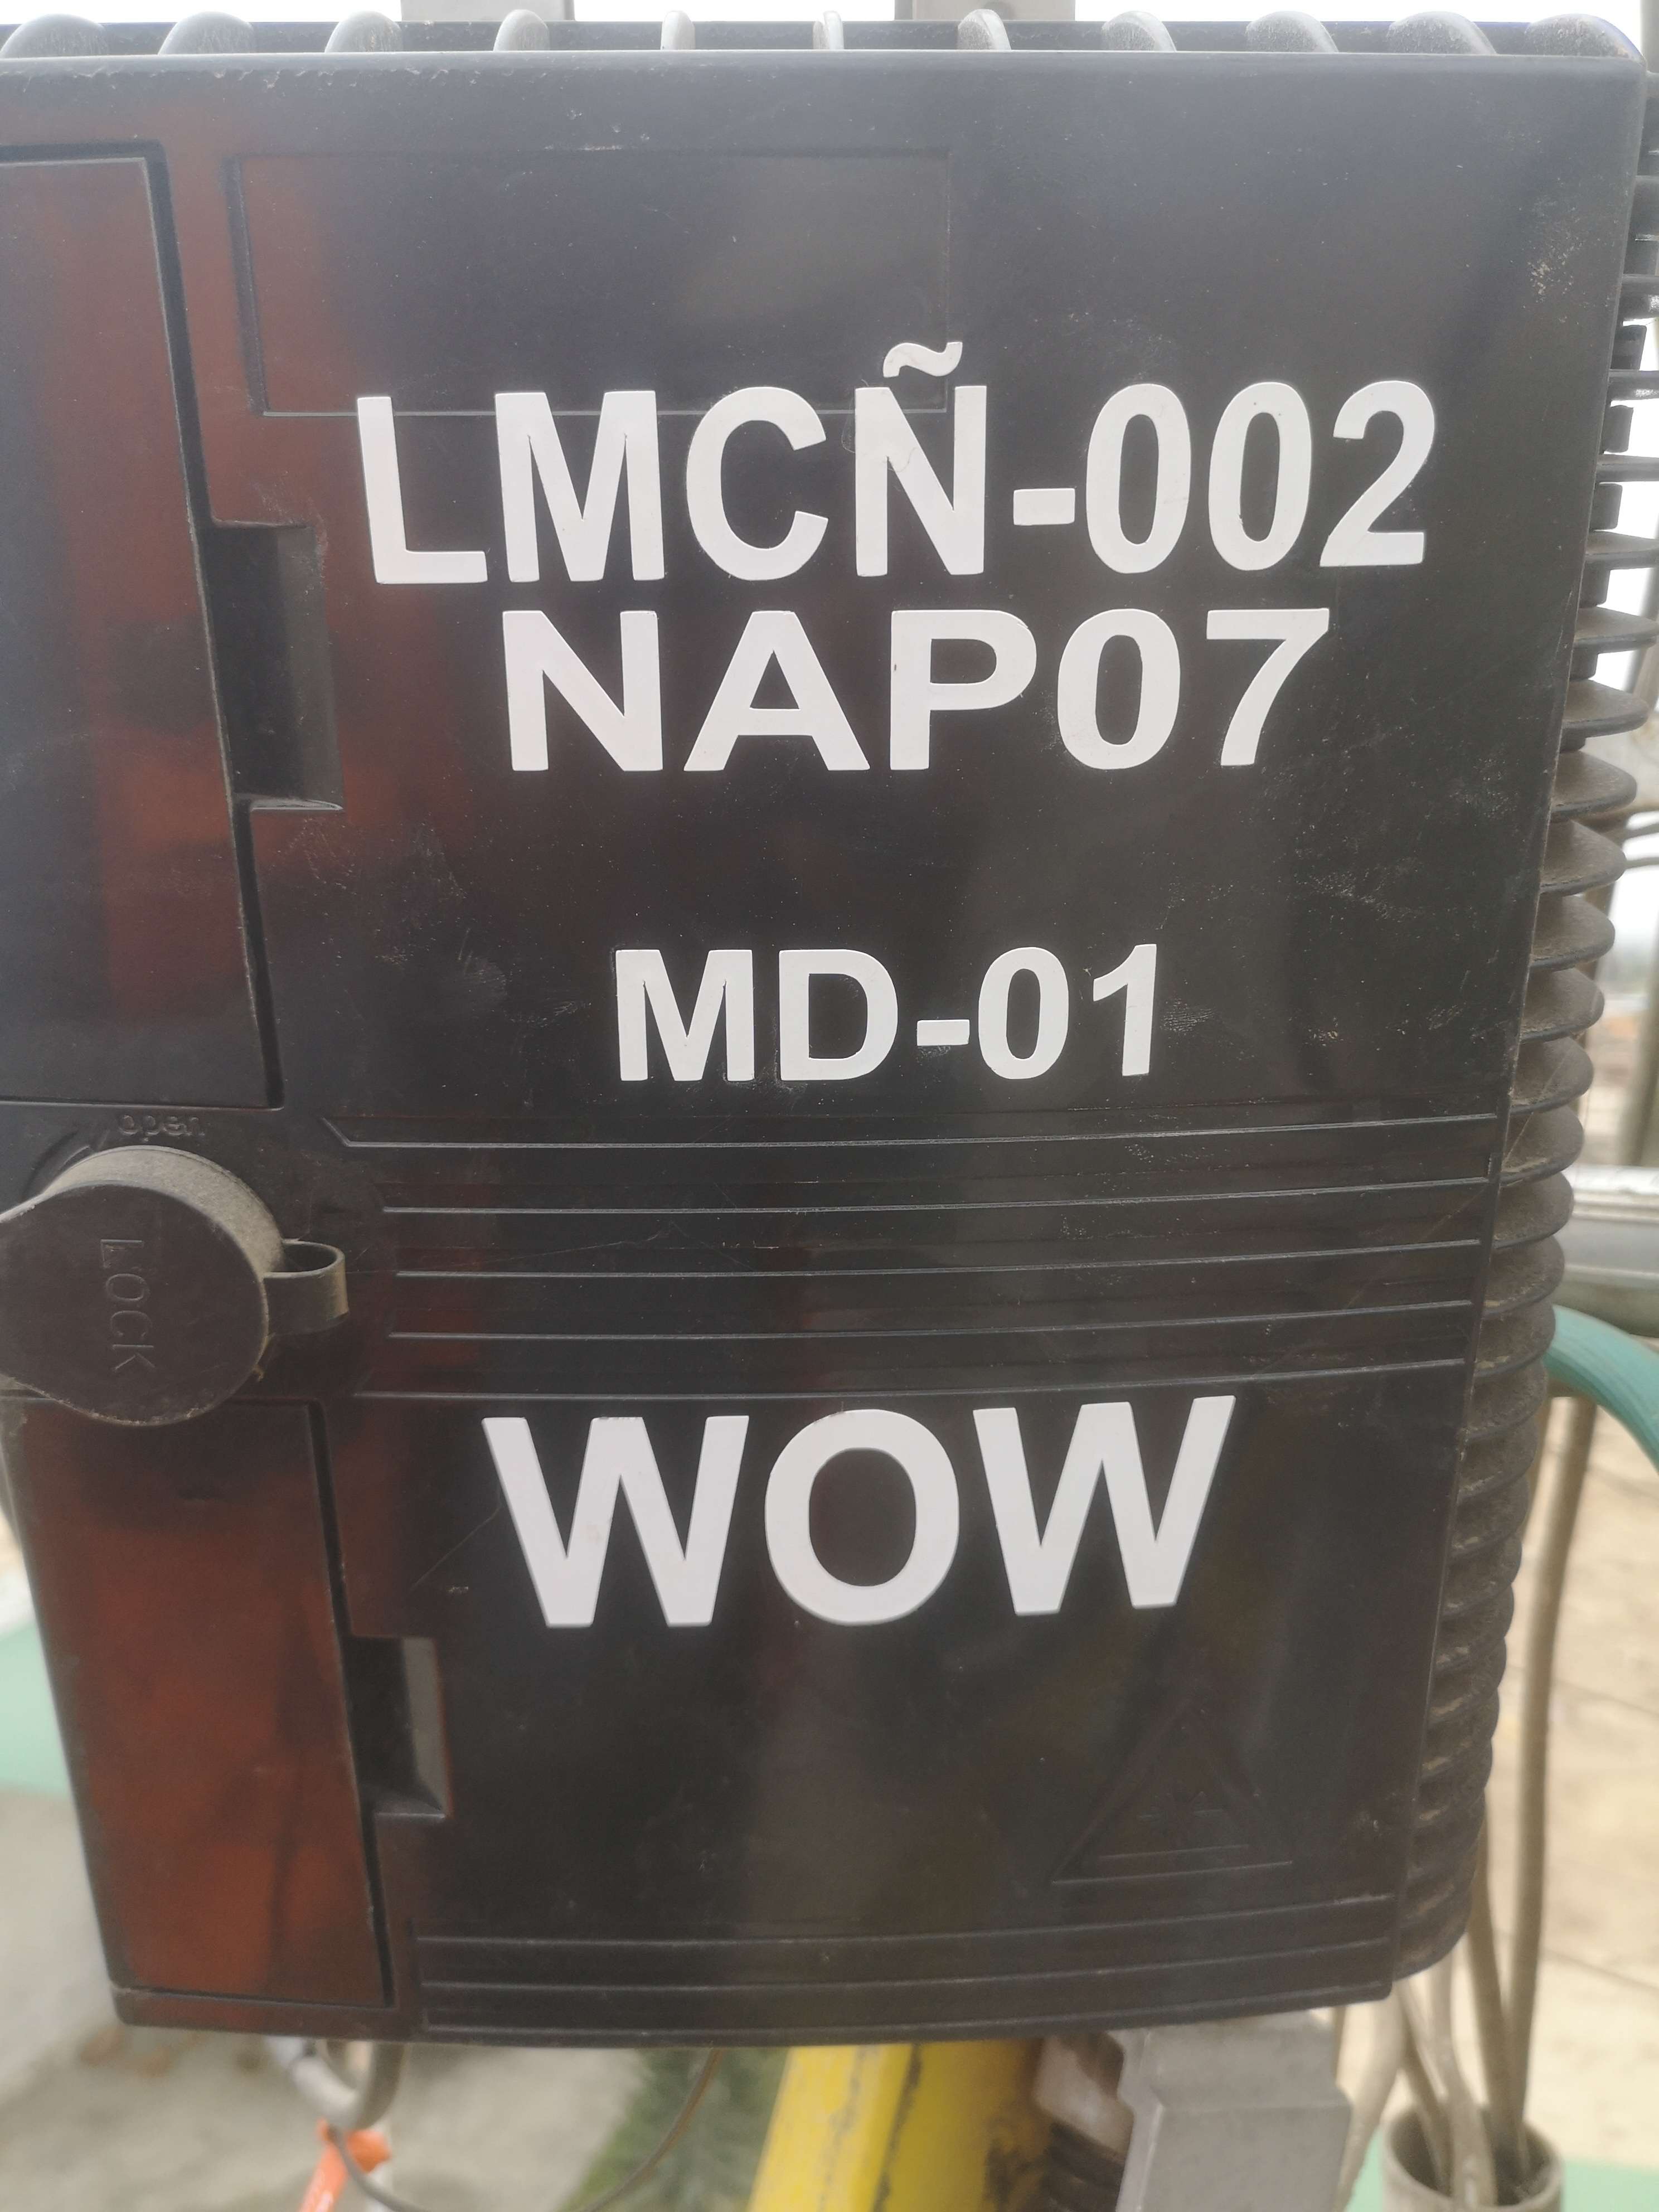 LMCÑ-002
NAP07
MD-01
open
LOCK
WOW